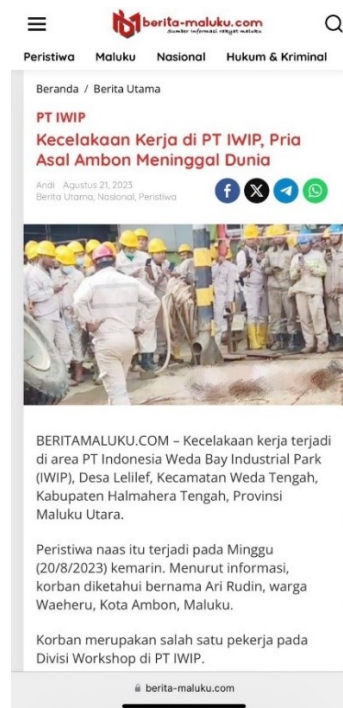 berita-maluku.com
Sumber informasi rakyat maluku
Peristiwa Maluku Nasional Hukum & Kriminal
Beranda / Berita Utama
PT IWIP
Kecelakaan Kerja di PT IWIP, Pria
Asal Ambon Meninggal Dunia
Andi Agustus 21, 2023
Berita Utama, Nasional, Peristiwa
BERITAMALUKU.COM – Kecelakaan kerja terjadi
di area PT Indonesia Weda Bay Industrial Park
(IWIP), Desa Lelilef, Kecamatan Weda Tengah,
Kabupaten Halmahera Tengah, Provinsi
Maluku Utara.
Peristiwa naas itu terjadi pada Minggu
(20/8/2023) kemarin. Menurut informasi,
korban diketahui bernama Ari Rudin, warga
Waeheru, Kota Ambon, Maluku.
Korban merupakan salah satu pekerja pada
Divisi Workshop di PT IWIP.
berita-maluku.com